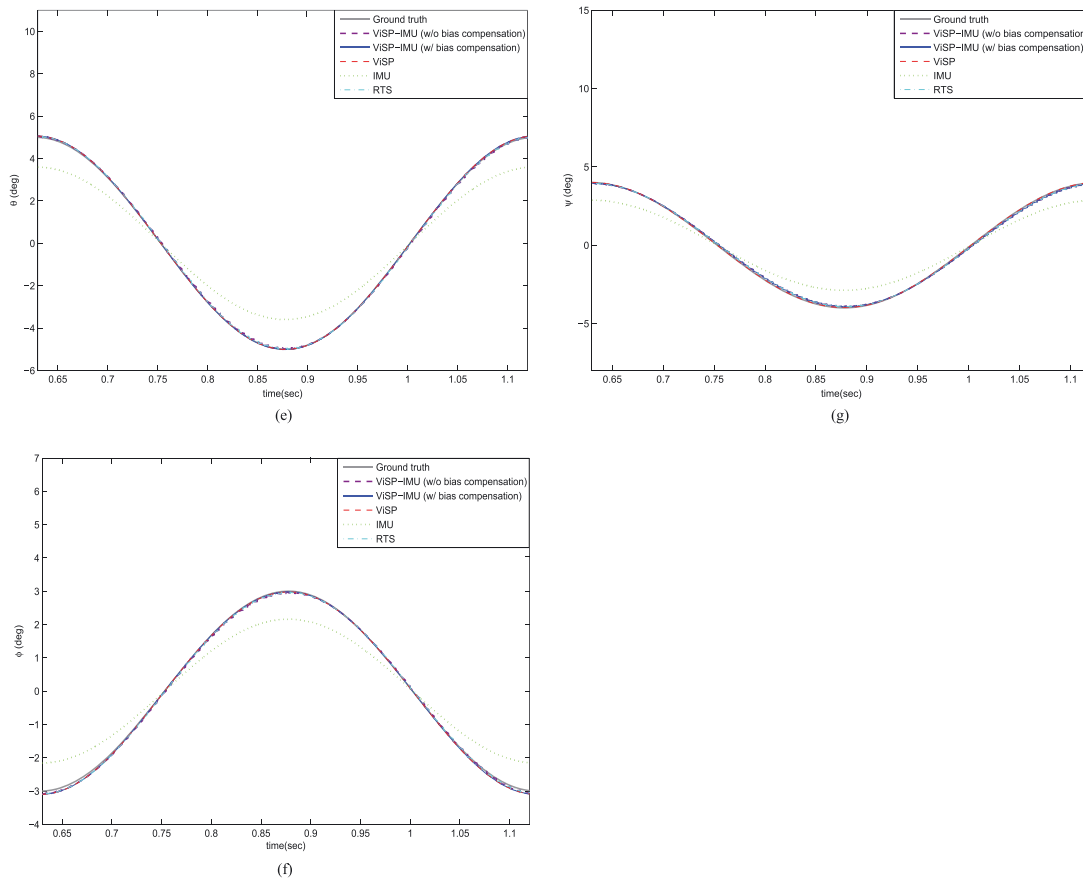 10
8
6
4
2
0
−2
−4
−6
θ (deg)
0.65 0.7 0.75 0.8 0.85 0.9 0.95 1 1.05 1.1
time(sec)
Ground truth
ViSP−IMU (w/o bias compensation)
ViSP−IMU (w/ bias compensation)
ViSP
IMU
RTS
(e)
15
10
5
0
−5
ψ (deg)
0.65 0.7 0.75 0.8 0.85 0.9 0.95 1 1.05 1.1
time(sec)
Ground truth
ViSP−IMU (w/o bias compensation
ViSP−IMU (w/ bias compensation)
ViSP
IMU
RTS
(g)
7
6
5
4
3
2
1
0
−1
−2
−3
−4
ϕ (deg)
0.65 0.7 0.75 0.8 0.85 0.9 0.95 1 1.05 1.1
time(sec)
Ground truth
ViSP−IMU (w/o bias compensation)
ViSP−IMU (w/ bias compensation)
ViSP
IMU
RTS
(f)